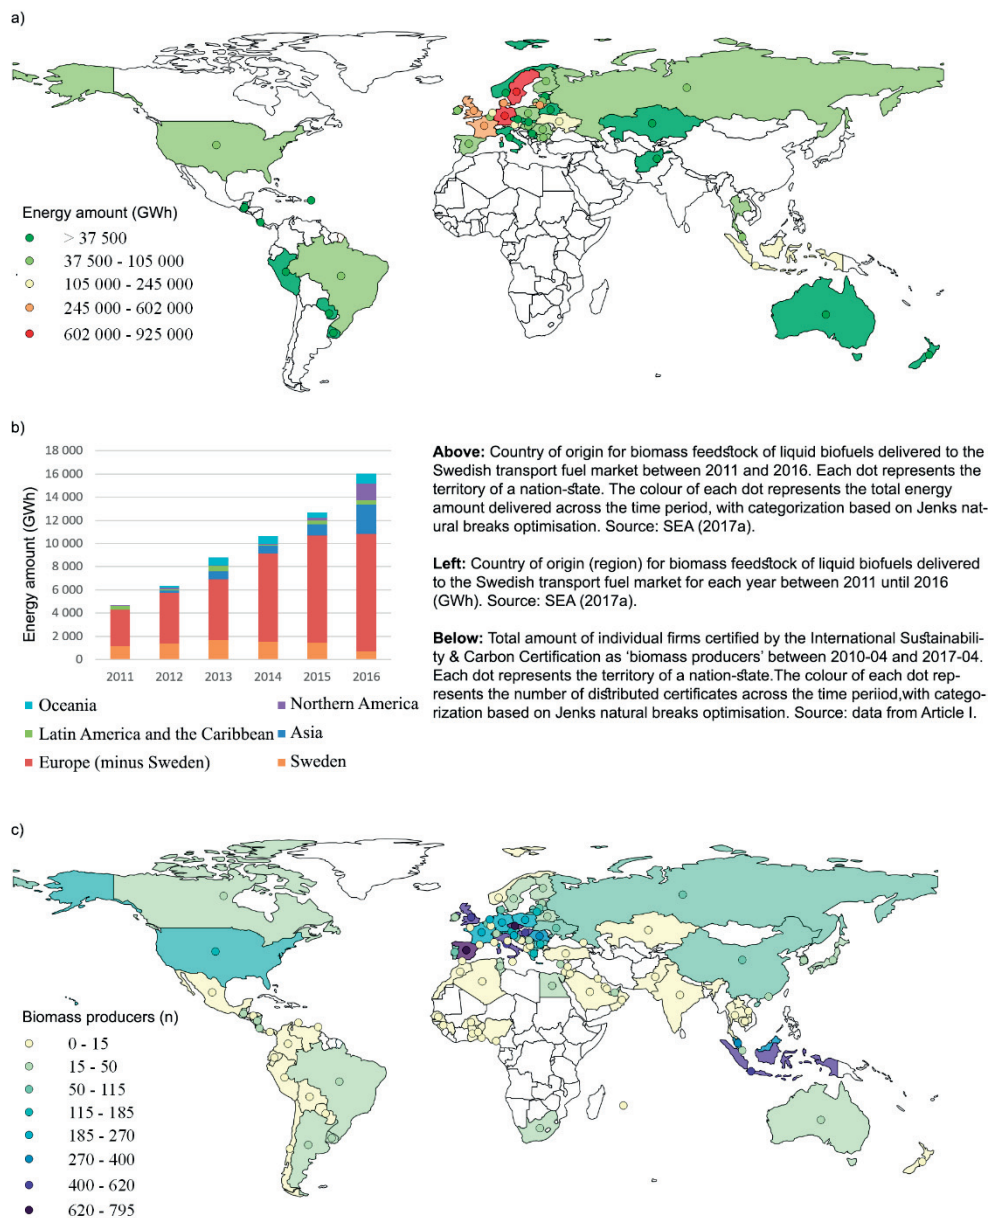 a)
Energy amount (GWh)
> 37 500
37 500 - 105 000
105 000 - 245 000
245 000 - 602 000
602 000 - 925 000
b)
Energy amount (GWh)
18 000
16 000
14 000
12 000
10 000
8 000
6 000
4 000
2 000
0
2011 2012 2013 2014 2015 2016
Oceania Northern America
Latin America and the Caribbean Asia
Europe (minus Sweden) Sweden
Above: Country of origin for biomass feedstock of liquid biofuels delivered to the
Swedish transport fuel market between 2011 and 2016. Each dot represents the
territory of a nation-state. The colour of each dot represents the total energy
amount delivered across the time period, with categorization based on Jenks nat-
ural breaks optimisation. Source: SEA (2017a).
Left: Country of origin (region) for biomass feedstock of liquid biofuels delivered
to the Swedish transport fuel market for each year between 2011 until 2016
(GWh). Source: SEA (2017a).
Below: Total amount of individual firms certified by the International Sustainabil-
ity & Carbon Certification as ‘biomass producers’ between 2010-04 and 2017-04.
Each dot represents the territory of a nation-state.The colour of each dot rep-
resents the number of distributed certificates across the time periiod,with catego-
rization based on Jenks natural breaks optimisation. Source: data from Article I.
c)
Biomass producers (n)
0 - 15
15 - 50
50 - 115
115 - 185
185 - 270
270 - 400
400 - 620
620 - 795